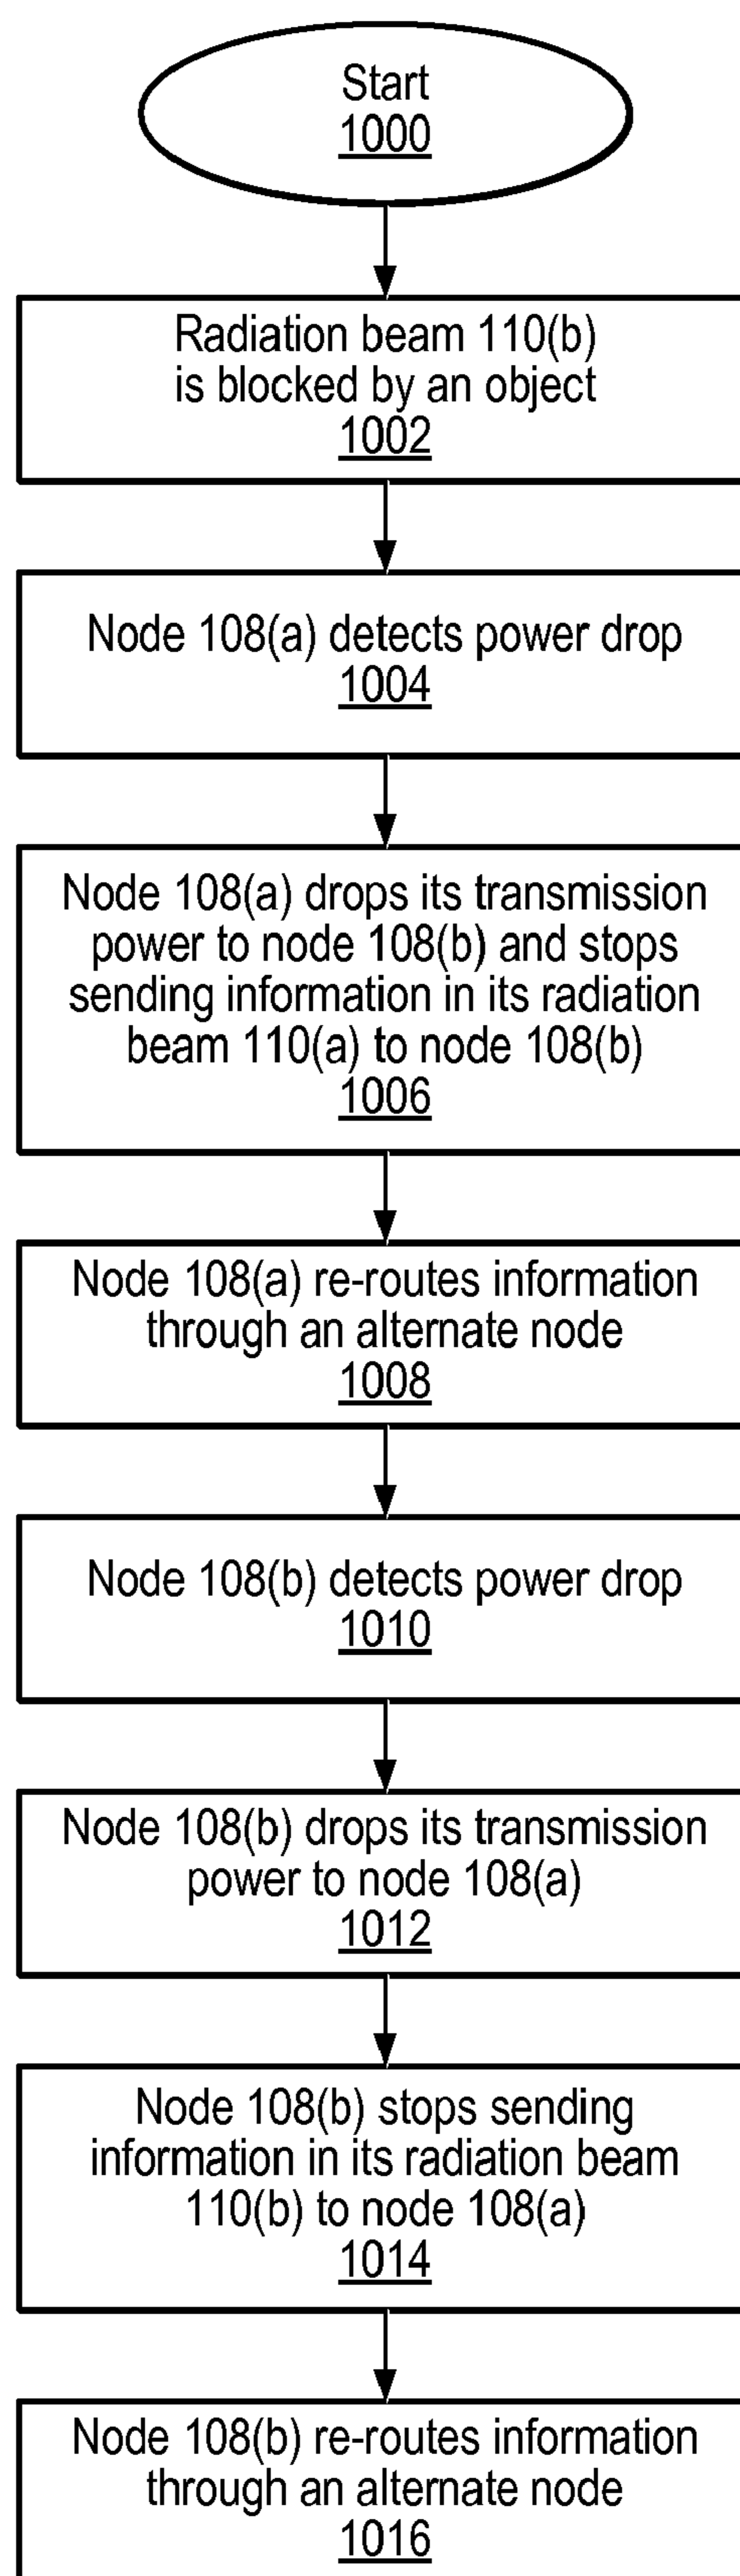 Start
1000
Radiation beam 110(b)
is blocked by an object
1002
Node 108(a) detects power drop
1004
Node 108(a) drops its transmission
power to node 108(b) and stops
sending information in its radiation
beam 110(a) to node 108(b)
1006
Node 108(a) re-routes information
through an alternate node
1008
Node 108(b) detects power drop
1010
Node 108(b) drops its transmission
power to node 108(a)
1012
Node 108(b) stops sending
information in its radiation beam
110(b) to node 108(a)
1014
Node 108(b) re-routes information
through an alternate node
1016